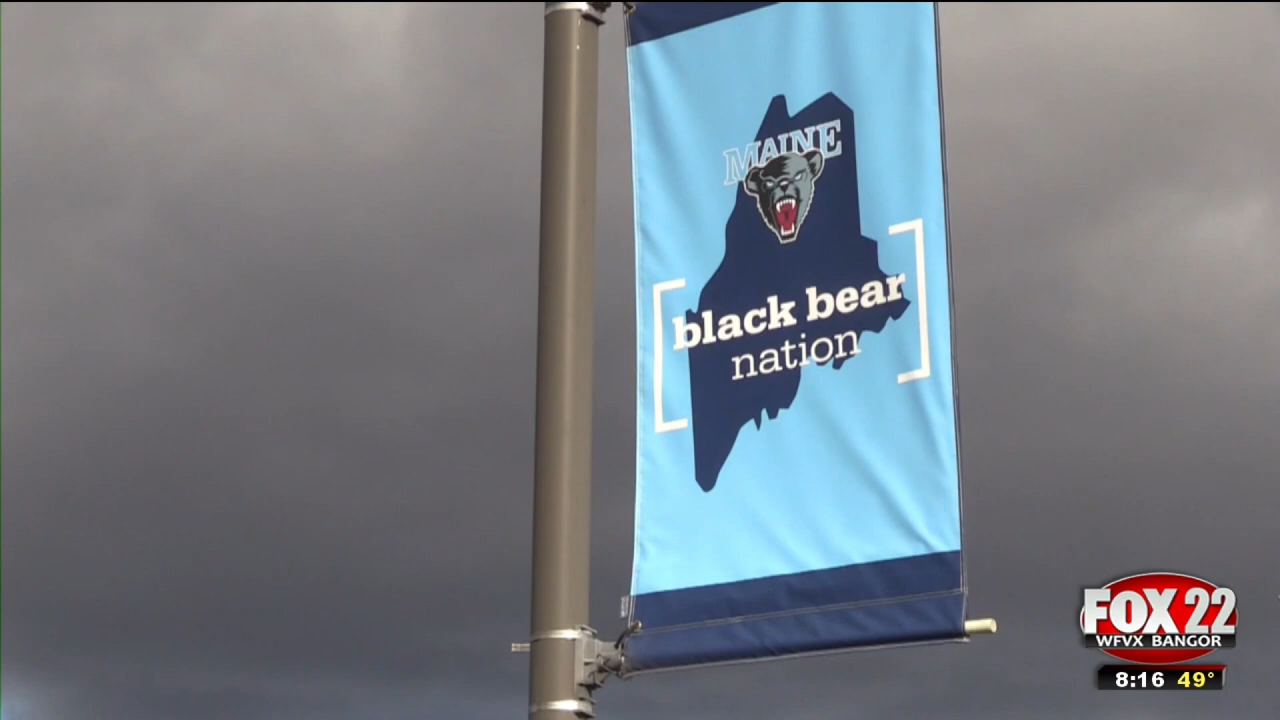 MAINE
black bear
nation
FOX 22
WFVX BANGOR
8:16 49°